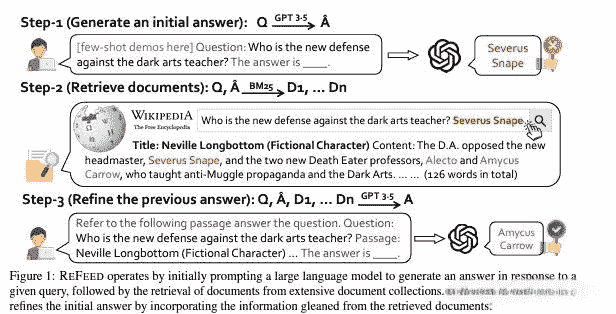 Step-1 (Generate an initial answer): Q GPT 3.5 Â
[few-shot demos here] Question: Who is the new defense
against the dark arts teacher? The answer is ____.
Severus
Snape
Step-2 (Retrieve documents): Q, Â BM25 D1, ... Dn
WIKIPEDIA
The Free Encyclopedia
Who is the new defense against the dark arts teacher? Severus Snape
Title: Neville Longbottom (Fictional Character) Content: The D.A. opposed the new
headmaster, Severus Snape, and the two new Death Eater professors, Alecto and Amycus
Carrow, who taught anti-Muggle propaganda and the Dark Arts. ... ... (126 words in total)
Step-3 (Refine the previous answer): Q, Â, D1, ... Dn GPT 3.5 A
Refer to the following passage answer the question. Question:
Who is the new defense against the dark arts teacher? Passage:
Neville Longbottom (Fictional Character) ... The answer is ____.
Amycus
Carrow
Figure 1: REFEED operates by initially prompting a large language model to generate an answer in response to a
given query, followed by the retrieval of documents from extensive document collections.
refines the initial answer by incorporating the information gleaned from the retrieved documents.